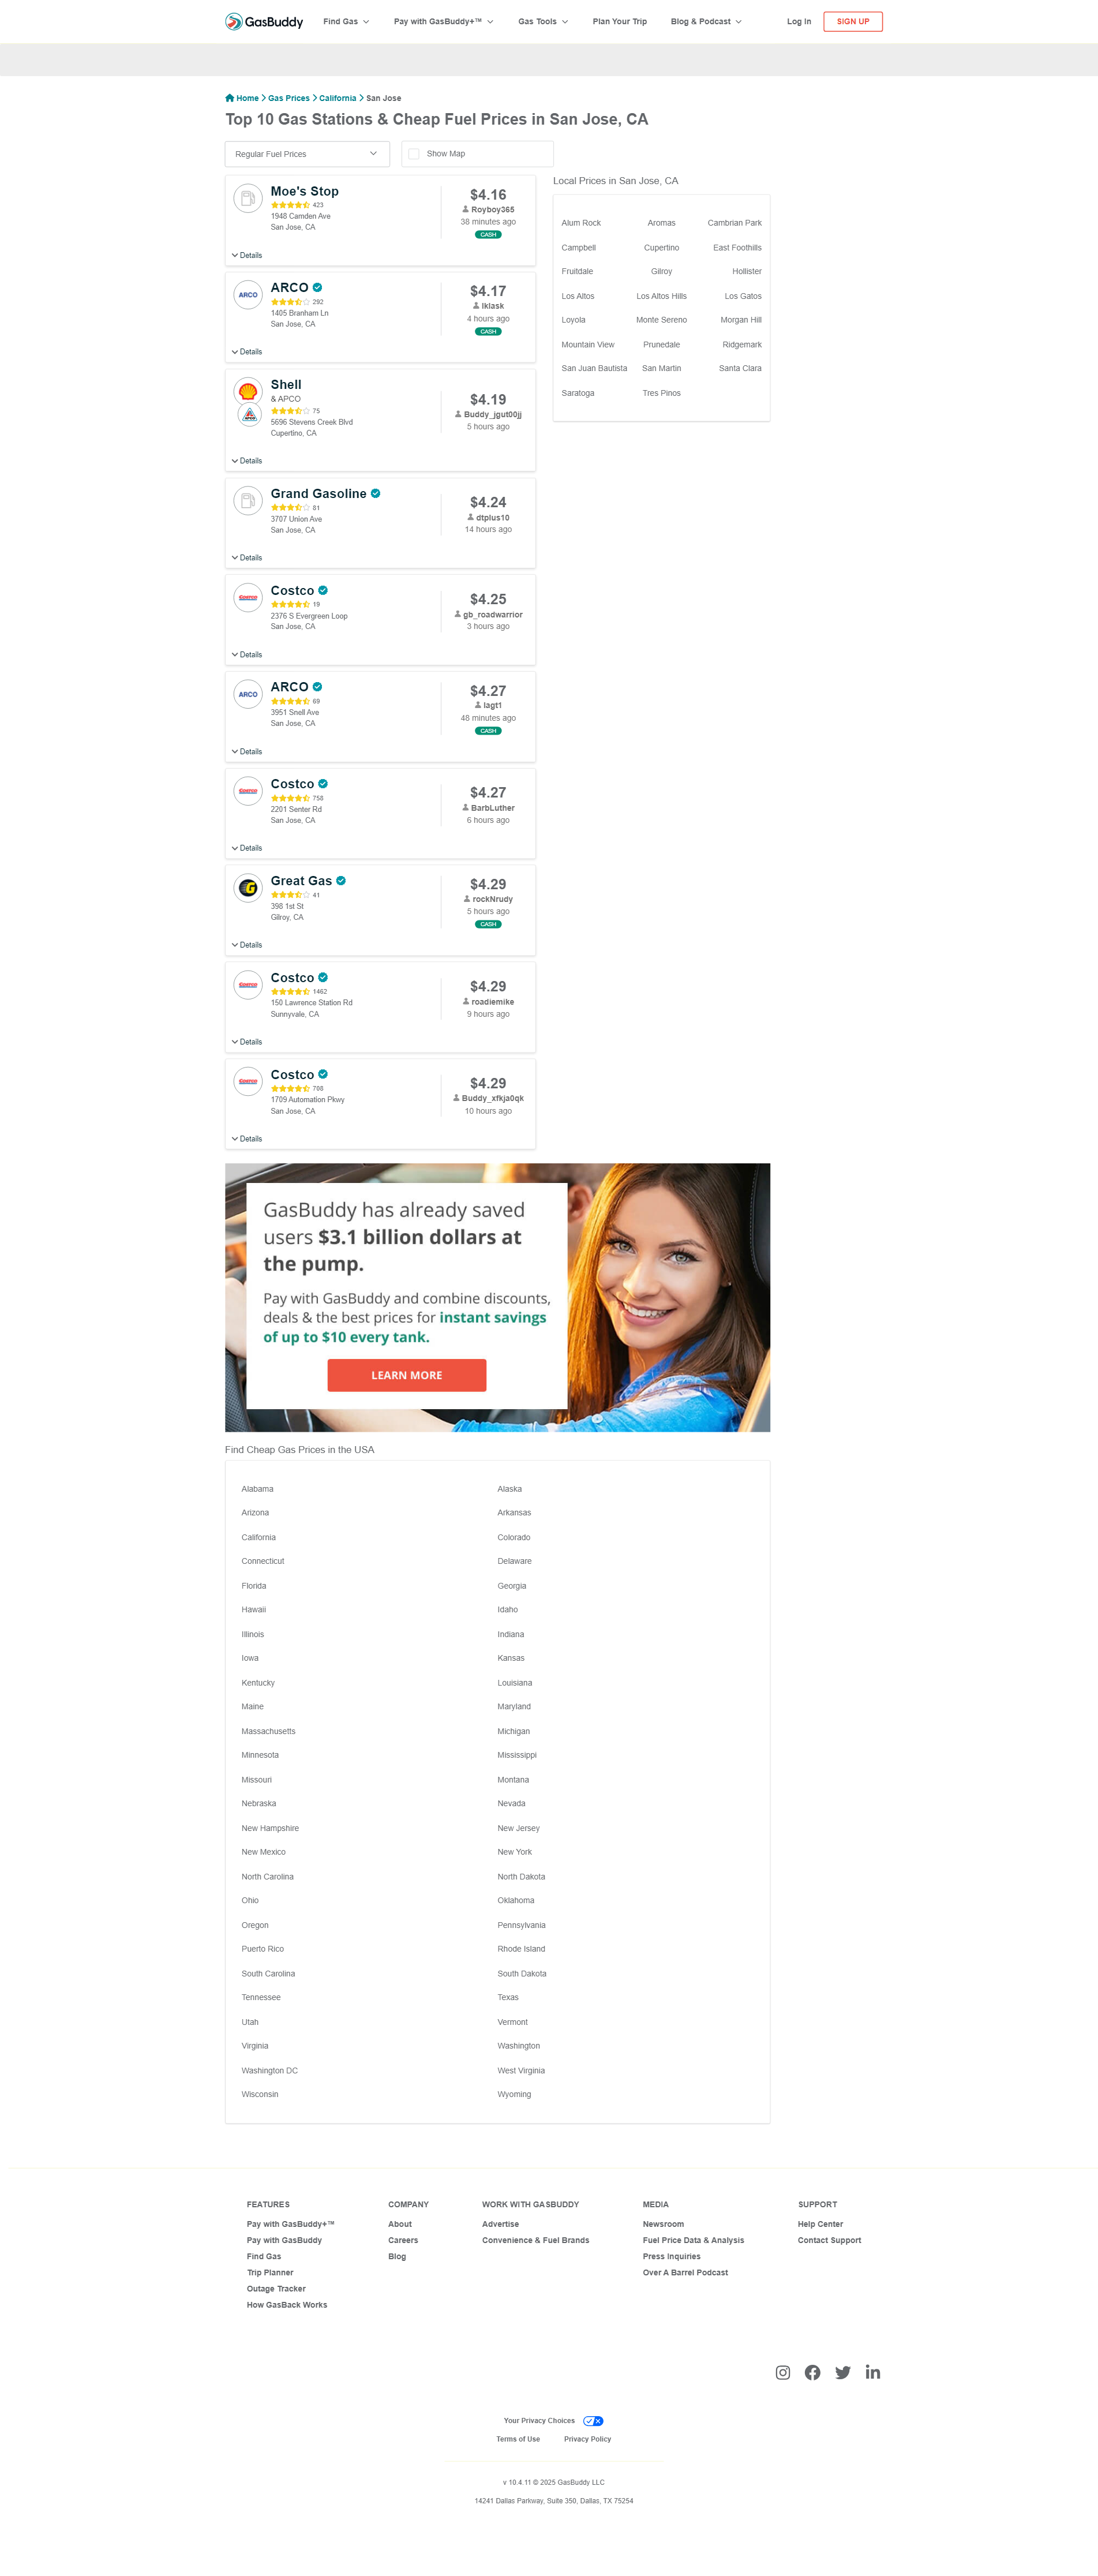 GasBuddy
Find Gas
Pay with GasBuddy+™
Gas Tools
Plan Your Trip
Blog & Podcast
Log In
SIGN UP
Home > Gas Prices > California > San Jose
Top 10 Gas Stations & Cheap Fuel Prices in San Jose, CA
Regular Fuel Prices
Show Map
Moe's Stop
423
1948 Camden Ave
San Jose, CA
$4.16
Royboy365
38 minutes ago
CASH
Details
ARCO
ARCO
292
1405 Branham Ln
San Jose, CA
$4.17
lklask
4 hours ago
CASH
Details
Shell
& APCO
APCO
75
5696 Stevens Creek Blvd
Cupertino, CA
$4.19
Buddy_jgut00jj
5 hours ago
Details
Grand Gasoline
81
3707 Union Ave
San Jose, CA
$4.24
dtplus10
14 hours ago
Details
Costco
Costco
19
2376 S Evergreen Loop
San Jose, CA
$4.25
gb_roadwarrior
3 hours ago
Details
ARCO
ARCO
69
3951 Snell Ave
San Jose, CA
$4.27
lagt1
48 minutes ago
CASH
Details
Costco
Costco
758
2201 Senter Rd
San Jose, CA
$4.27
BarbLuther
6 hours ago
Details
G
Great Gas
41
398 1st St
Gilroy, CA
$4.29
rockNrudy
5 hours ago
CASH
Details
Costco
Costco
1462
150 Lawrence Station Rd
Sunnyvale, CA
$4.29
roadiemike
9 hours ago
Details
Costco
Costco
708
1709 Automation Pkwy
San Jose, CA
$4.29
Buddy_xfkja0qk
10 hours ago
Details
Local Prices in San Jose, CA
Alum Rock Aromas Cambrian Park
Campbell Cupertino East Foothills
Fruitdale Gilroy Hollister
Los Altos Los Altos Hills Los Gatos
Loyola Monte Sereno Morgan Hill
Mountain View Prunedale Ridgemark
San Juan Bautista San Martin Santa Clara
Saratoga Tres Pinos
GasBuddy has already saved
users $3.1 billion dollars at
the pump.
Pay with GasBuddy and combine discounts,
deals & the best prices for instant savings
of up to $10 every tank.
LEARN MORE
Find Cheap Gas Prices in the USA
Alabama Alaska
Arizona Arkansas
California Colorado
Connecticut Delaware
Florida Georgia
Hawaii Idaho
Illinois Indiana
Iowa Kansas
Kentucky Louisiana
Maine Maryland
Massachusetts Michigan
Minnesota Mississippi
Missouri Montana
Nebraska Nevada
New Hampshire New Jersey
New Mexico New York
North Carolina North Dakota
Ohio Oklahoma
Oregon Pennsylvania
Puerto Rico Rhode Island
South Carolina South Dakota
Tennessee Texas
Utah Vermont
Virginia Washington
Washington DC West Virginia
Wisconsin Wyoming
FEATURES
Pay with GasBuddy+™
Pay with GasBuddy
Find Gas
Trip Planner
Outage Tracker
How GasBack Works
COMPANY
About
Careers
Blog
WORK WITH GASBUDDY
Advertise
Convenience & Fuel Brands
MEDIA
Newsroom
Fuel Price Data & Analysis
Press Inquiries
Over A Barrel Podcast
SUPPORT
Help Center
Contact Support
Your Privacy Choices
Terms of Use Privacy Policy
v 10.4.11 © 2025 GasBuddy LLC
14241 Dallas Parkway, Suite 350, Dallas, TX 75254